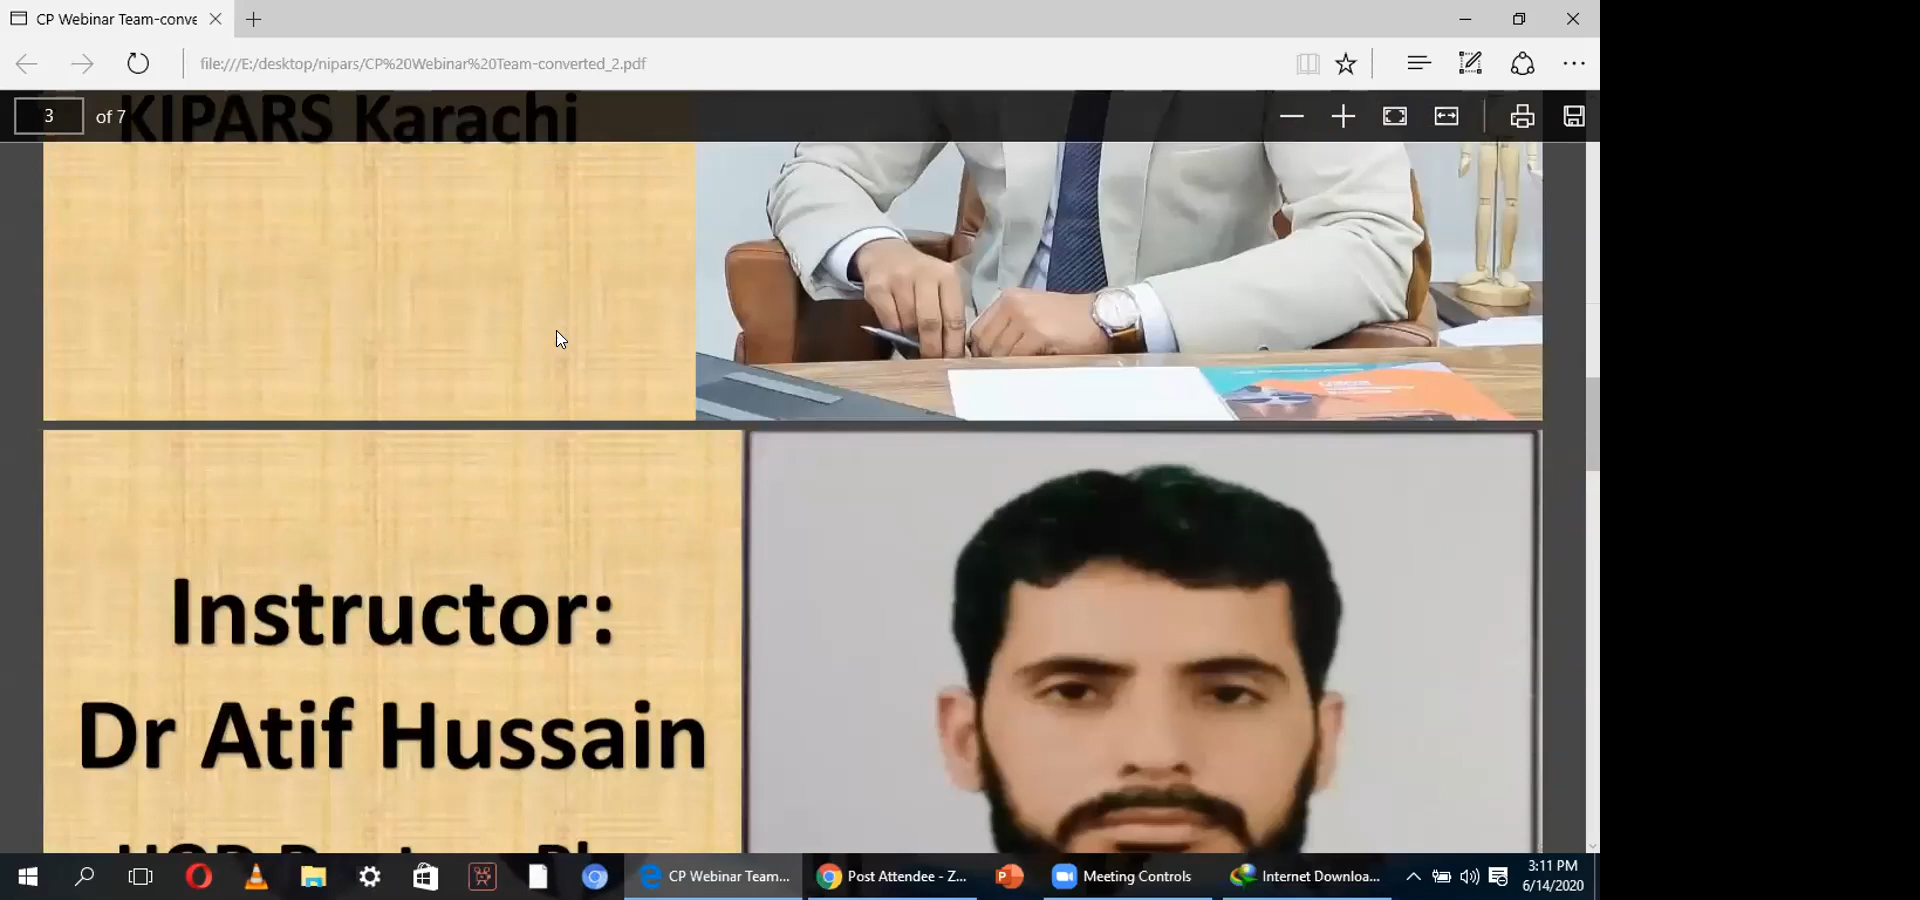 CP Webinar Team-conve
file:///E:/desktop/nipars/CP%20Webinar%20Team-converted_2.pdf
3 of 7
KIPARS Karachi
Instructor:
Dr Atif Hussain
CP Webinar Team...
Post Attendee - Z...
Meeting Controls
Internet Downloa...
3:11 PM
6/14/2020